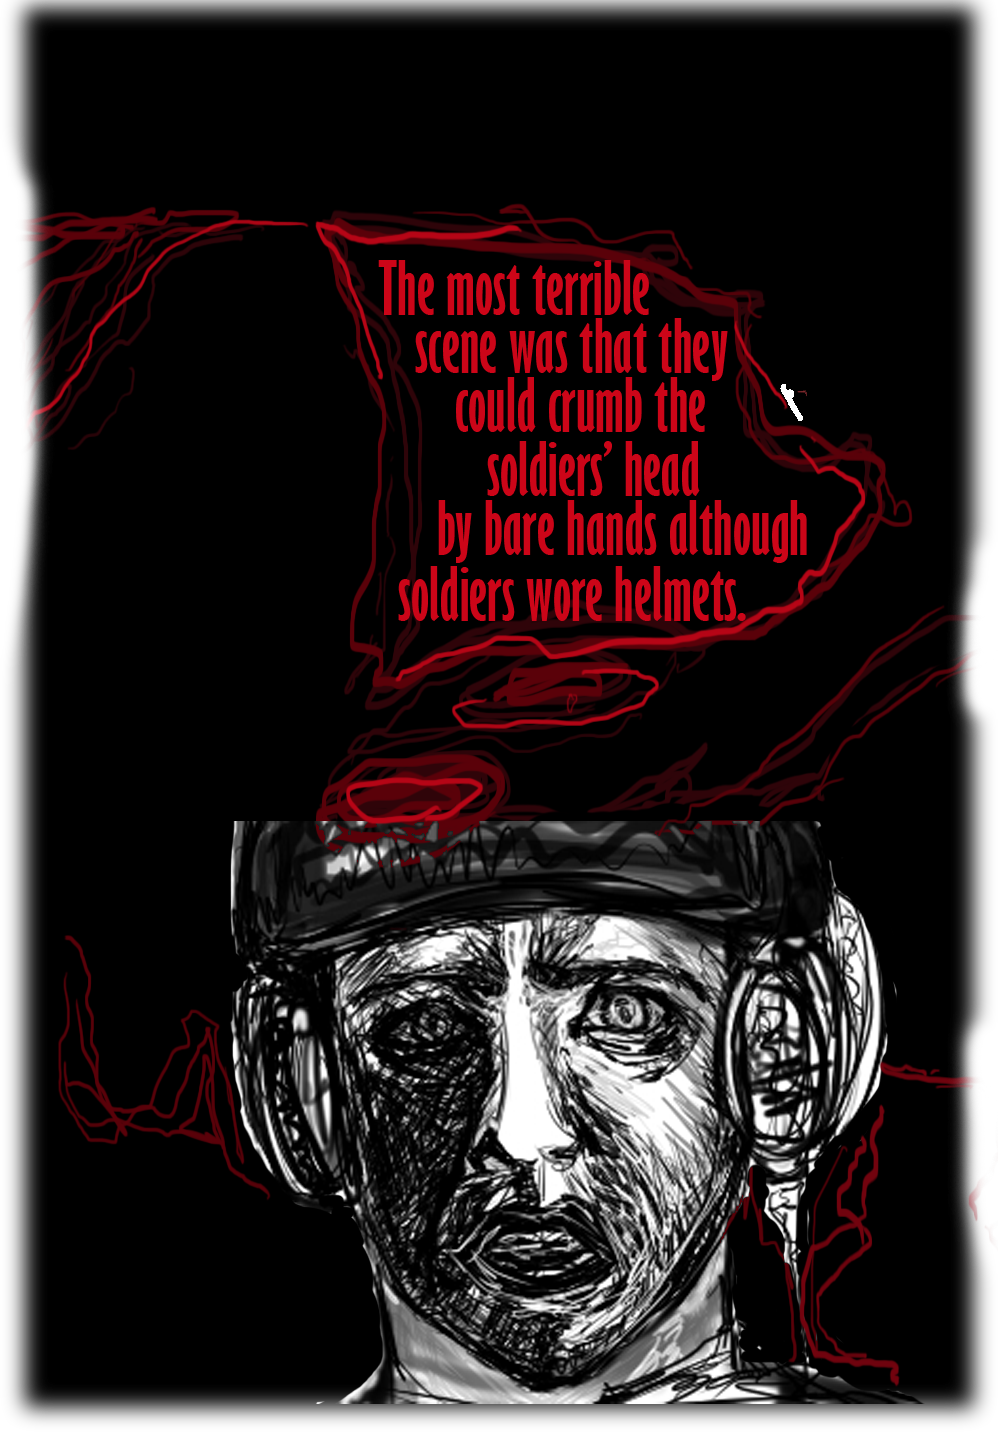 The most terrible
scene was that they
could crumb the
soldiers’ head
by bare hands although
soldiers wore helmets.